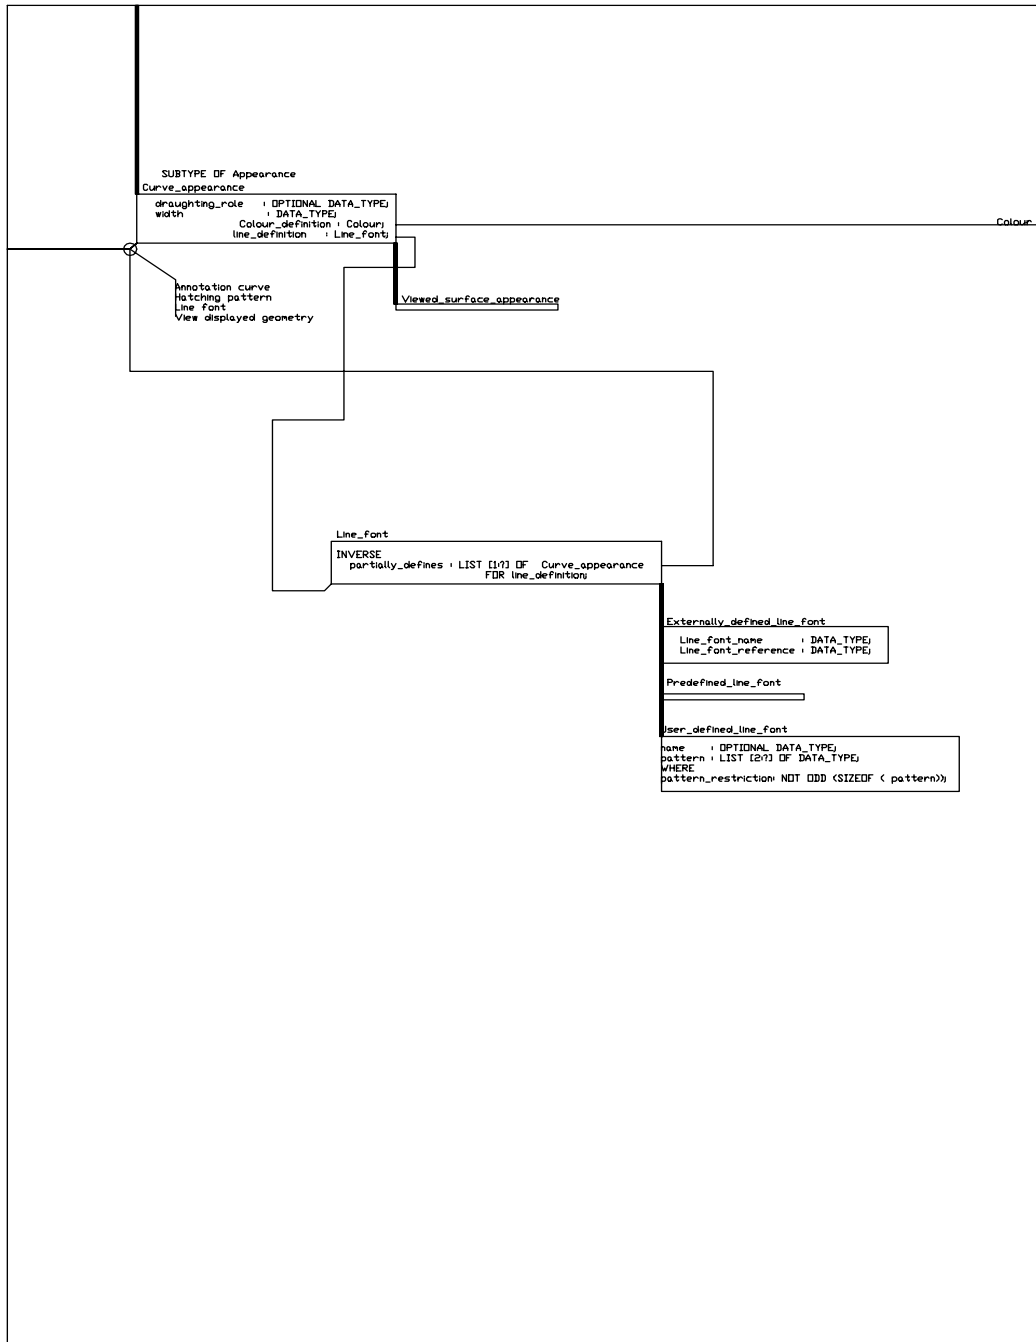 SUBTYPE OF Appearance
Curve_appearance
draughting_role : OPTIONAL DATA_TYPE;
width : DATA_TYPE;
Colour_definition : Colour;
line_definition : Line_font;
Colour
Annotation curve
Hatching pattern
Line font
View displayed geometry
Viewed_surface_appearance
Line_font
INVERSE
partially_defines : LIST [1:?] OF Curve_appearance
FOR line_definition;
Externally_defined_line_font
Line_font_name : DATA_TYPE;
Line_font_reference : DATA_TYPE;
Predefined_line_font
User_defined_line_font
name : OPTIONAL DATA_TYPE;
pattern : LIST [2:?] OF DATA_TYPE;
WHERE
pattern_restriction: NOT ODD (SIZEOF ( pattern));